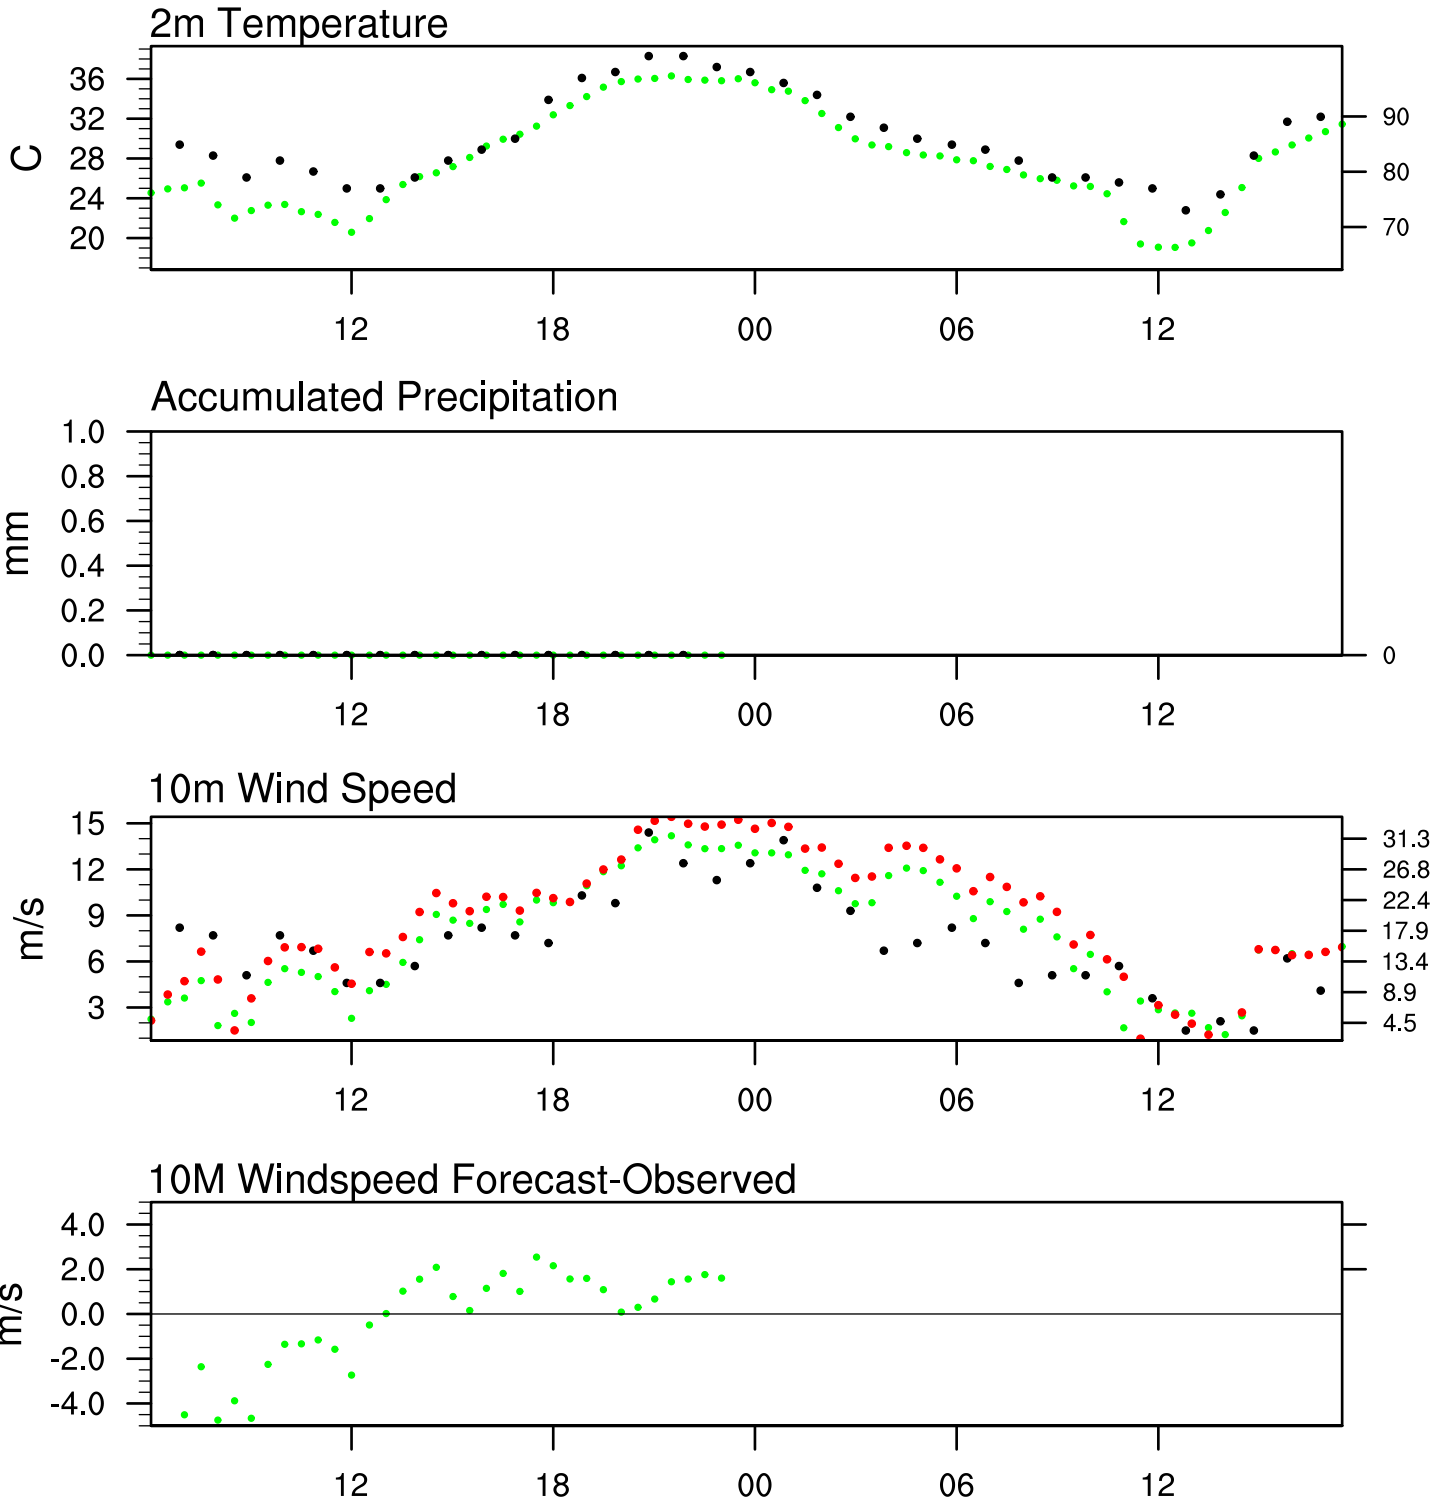 2m Temperature
C
36
32
28
24
20
90
80
70
12 18 00 06 12
Accumulated Precipitation
mm
1.0
0.8
0.6
0.4
0.2
0.0
0
12 18 00 06 12
10m Wind Speed
m/s
15
12
9
6
3
31.3
26.8
22.4
17.9
13.4
8.9
4.5
12 18 00 06 12
10M Windspeed Forecast-Observed
m/s
4.0
2.0
0.0
-2.0
-4.0
12 18 00 06 12